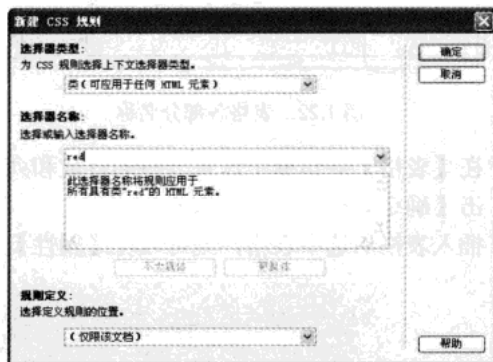 新建 CSS 规则
选择器类型:
为 CSS 规则选择上下文选择器类型。
类(可应用于任何 HTML 元素)
确定
取消
选择器名称:
选择或输入选择器名称。
red
此选择器名称将规则应用于
所有具有类"red"的 HTML 元素。
规则定义:
选择定义规则的位置。
(仅限该文档)
帮助